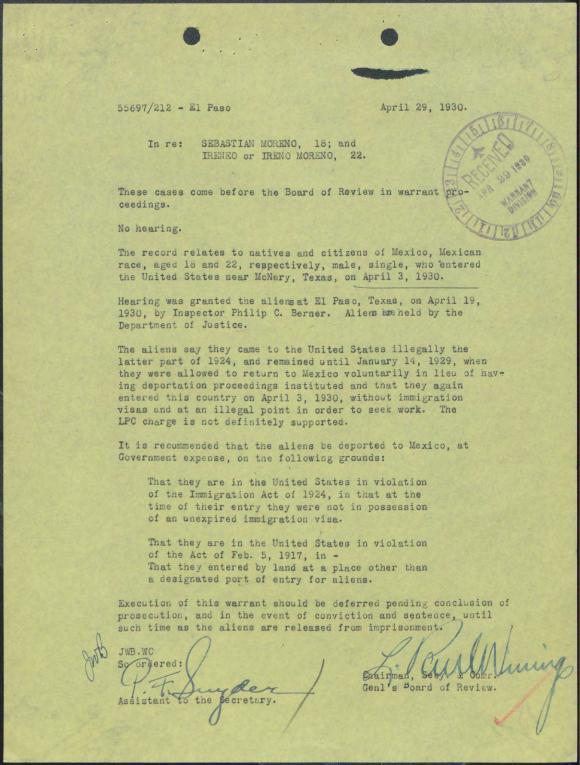 55697/212 - El Paso April 29, 1930.
In re: SEBASTIAN MORENO, 18; and
IRENEO or IRENO MORENO, 22.
RECEIVED
APR 29 1930
WARRANT
DIVISION
These cases come before the Board of Review in warrant pro-
ceedings.
No hearing.
The record relates to natives and citizens of Mexico, Mexican
race, aged 18 and 22, respectively, male, single, who entered
the United States near McNary, Texas, on April 3, 1930.
Hearing was granted the aliens at El Paso, Texas, on April 19,
1930, by Inspector Philip C. Berner. Aliens held by the
Department of Justice.
The aliens say they came to the United States illegally the
latter part of 1924, and remained until January 14, 1929, when
they were allowed to return to Mexico voluntarily in lieu of hav-
ing deportation proceedings instituted and that they again
entered this country on April 3, 1930, without immigration
visas and at an illegal point in order to seek work. The
LPC charge is not definitely supported.
It is recommended that the aliens be deported to Mexico, at
Government expense, on the following grounds:
That they are in the United States in violation
of the Immigration Act of 1924, in that at the
time of their entry they were not in possession
of an unexpired immigration visa.
That they are in the United States in violation
of the Act of Feb. 5, 1917, in -
That they entered by land at a place other than
a designated port of entry for aliens.
Execution of this warrant should be deferred pending conclusion of
prosecution, and in the event of conviction and sentence, until
such time as the aliens are released from imprisonment.
JWB
JWB.WC
So ordered:
P. F. Snyder
Assistant to the Secretary.
Chairman, Secy. & Comr.
Genl's Board of Review.